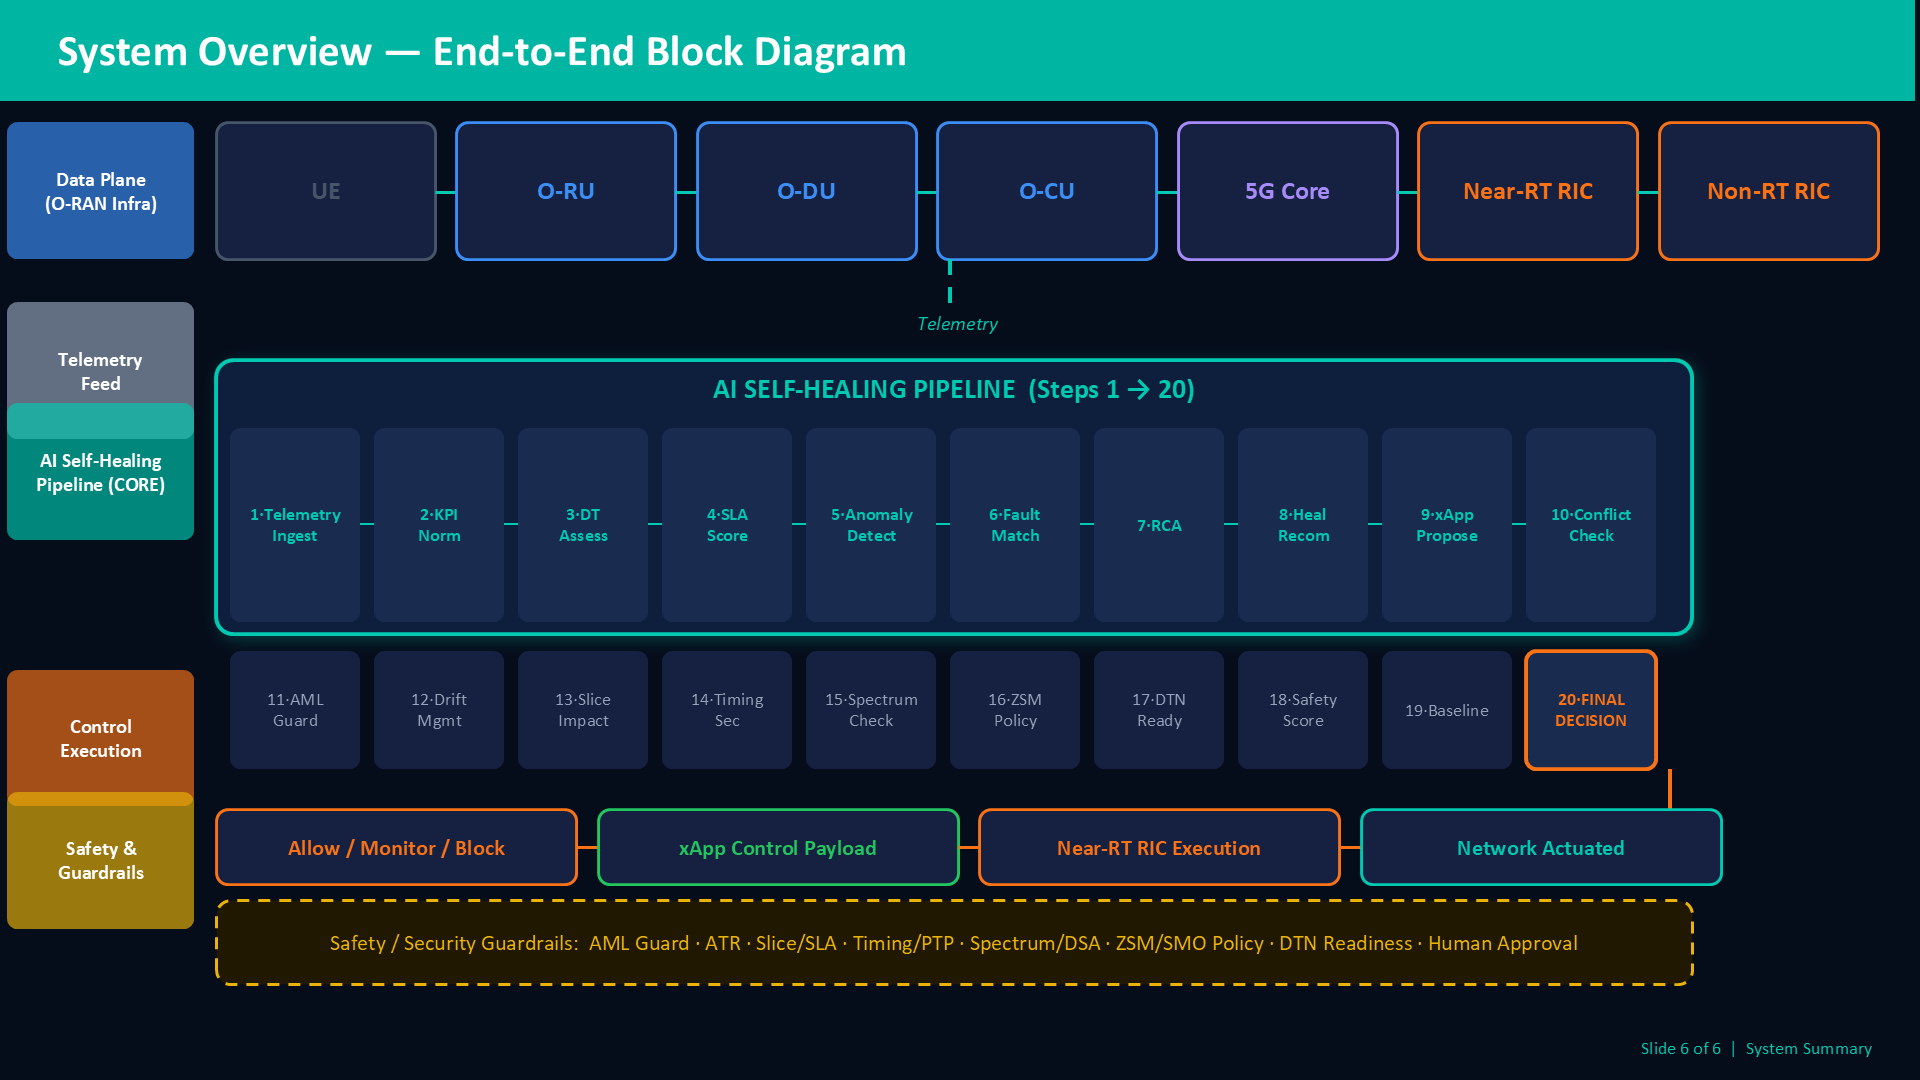 System Overview — End-to-End Block Diagram
Data Plane
(O-RAN Infra)
UE
O-RU
O-DU
O-CU
5G Core
Near-RT RIC
Non-RT RIC
Telemetry
Telemetry
Feed
AI Self-Healing
Pipeline (CORE)
AI SELF-HEALING PIPELINE  (Steps 1 → 20)
1·Telemetry
Ingest
2·KPI
Norm
3·DT
Assess
4·SLA
Score
5·Anomaly
Detect
6·Fault
Match
7·RCA
8·Heal
Recom
9·xApp
Propose
10·Conflict
Check
11·AML
Guard
12·Drift
Mgmt
13·Slice
Impact
14·Timing
Sec
15·Spectrum
Check
16·ZSM
Policy
17·DTN
Ready
18·Safety
Score
19·Baseline
20·FINAL
DECISION
Control
Execution
Safety &
Guardrails
Allow / Monitor / Block
xApp Control Payload
Near-RT RIC Execution
Network Actuated
Safety / Security Guardrails:  AML Guard · ATR · Slice/SLA · Timing/PTP · Spectrum/DSA · ZSM/SMO Policy · DTN Readiness · Human Approval
Slide 6 of 6  |  System Summary